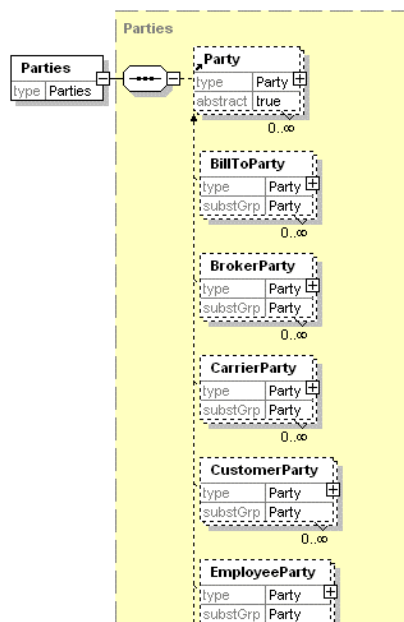 Parties
Parties
type Parties
Party
type Party
abstract true
0..∞
BillToParty
type Party
substGrp Party
0..∞
BrokerParty
type Party
substGrp Party
0..∞
CarrierParty
type Party
substGrp Party
0..∞
CustomerParty
type Party
substGrp Party
0..∞
EmployeeParty
type Party
substGrp Party